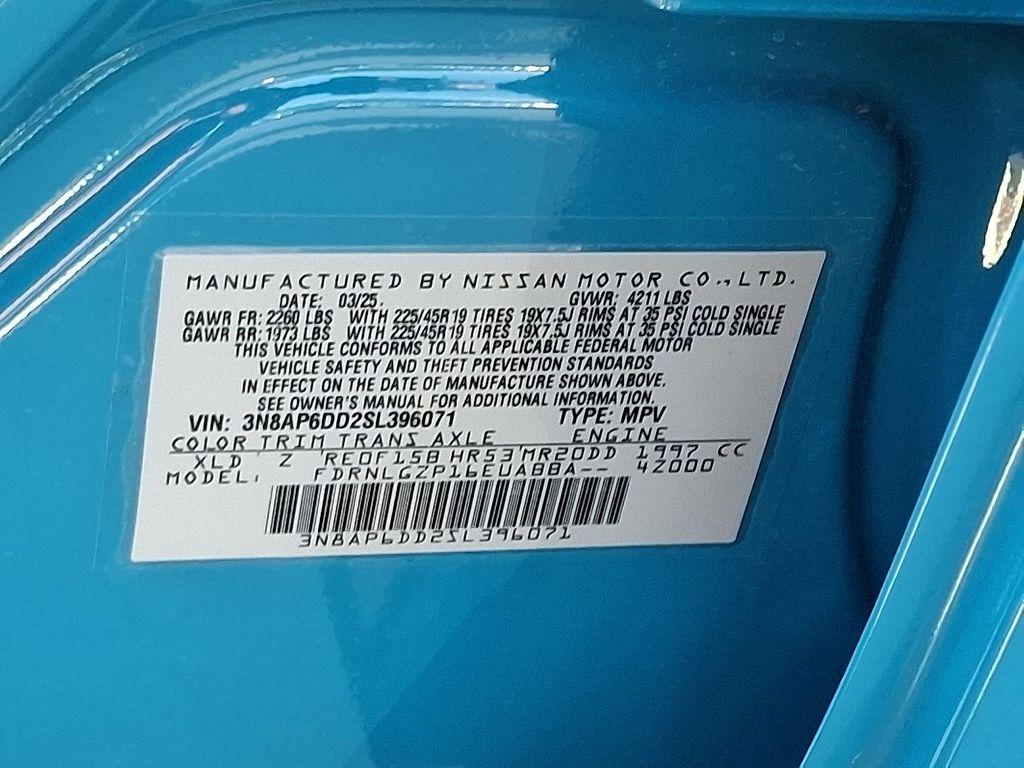 MANUFACTURED BY NISSAN MOTOR CO., LTD.
DATE: 03/25. GVWR: 4211 LBS
GAWR FR: 2260 LBS WITH 225/45R19 TIRES 19X7.5J RIMS AT 35 PSI COLD SINGLE
GAWR RR: 1973 LBS WITH 225/45R19 TIRES 19X7.5J RIMS AT 35 PSI COLD SINGLE
THIS VEHICLE CONFORMS TO ALL APPLICABLE FEDERAL MOTOR
VEHICLE SAFETY AND THEFT PREVENTION STANDARDS
IN EFFECT ON THE DATE OF MANUFACTURE SHOWN ABOVE.
SEE OWNER'S MANUAL FOR ADDITIONAL INFORMATION.
VIN: 3N8AP6DD2SL396071 TYPE: MPV
COLOR TRIM TRANS AXLE ENGINE
XLD Z RE0F15B HR53 MR20DD 1997 CC
MODEL: FDRNLGZP16EUABBA-- 4Z000
3N8AP6DD2SL396071